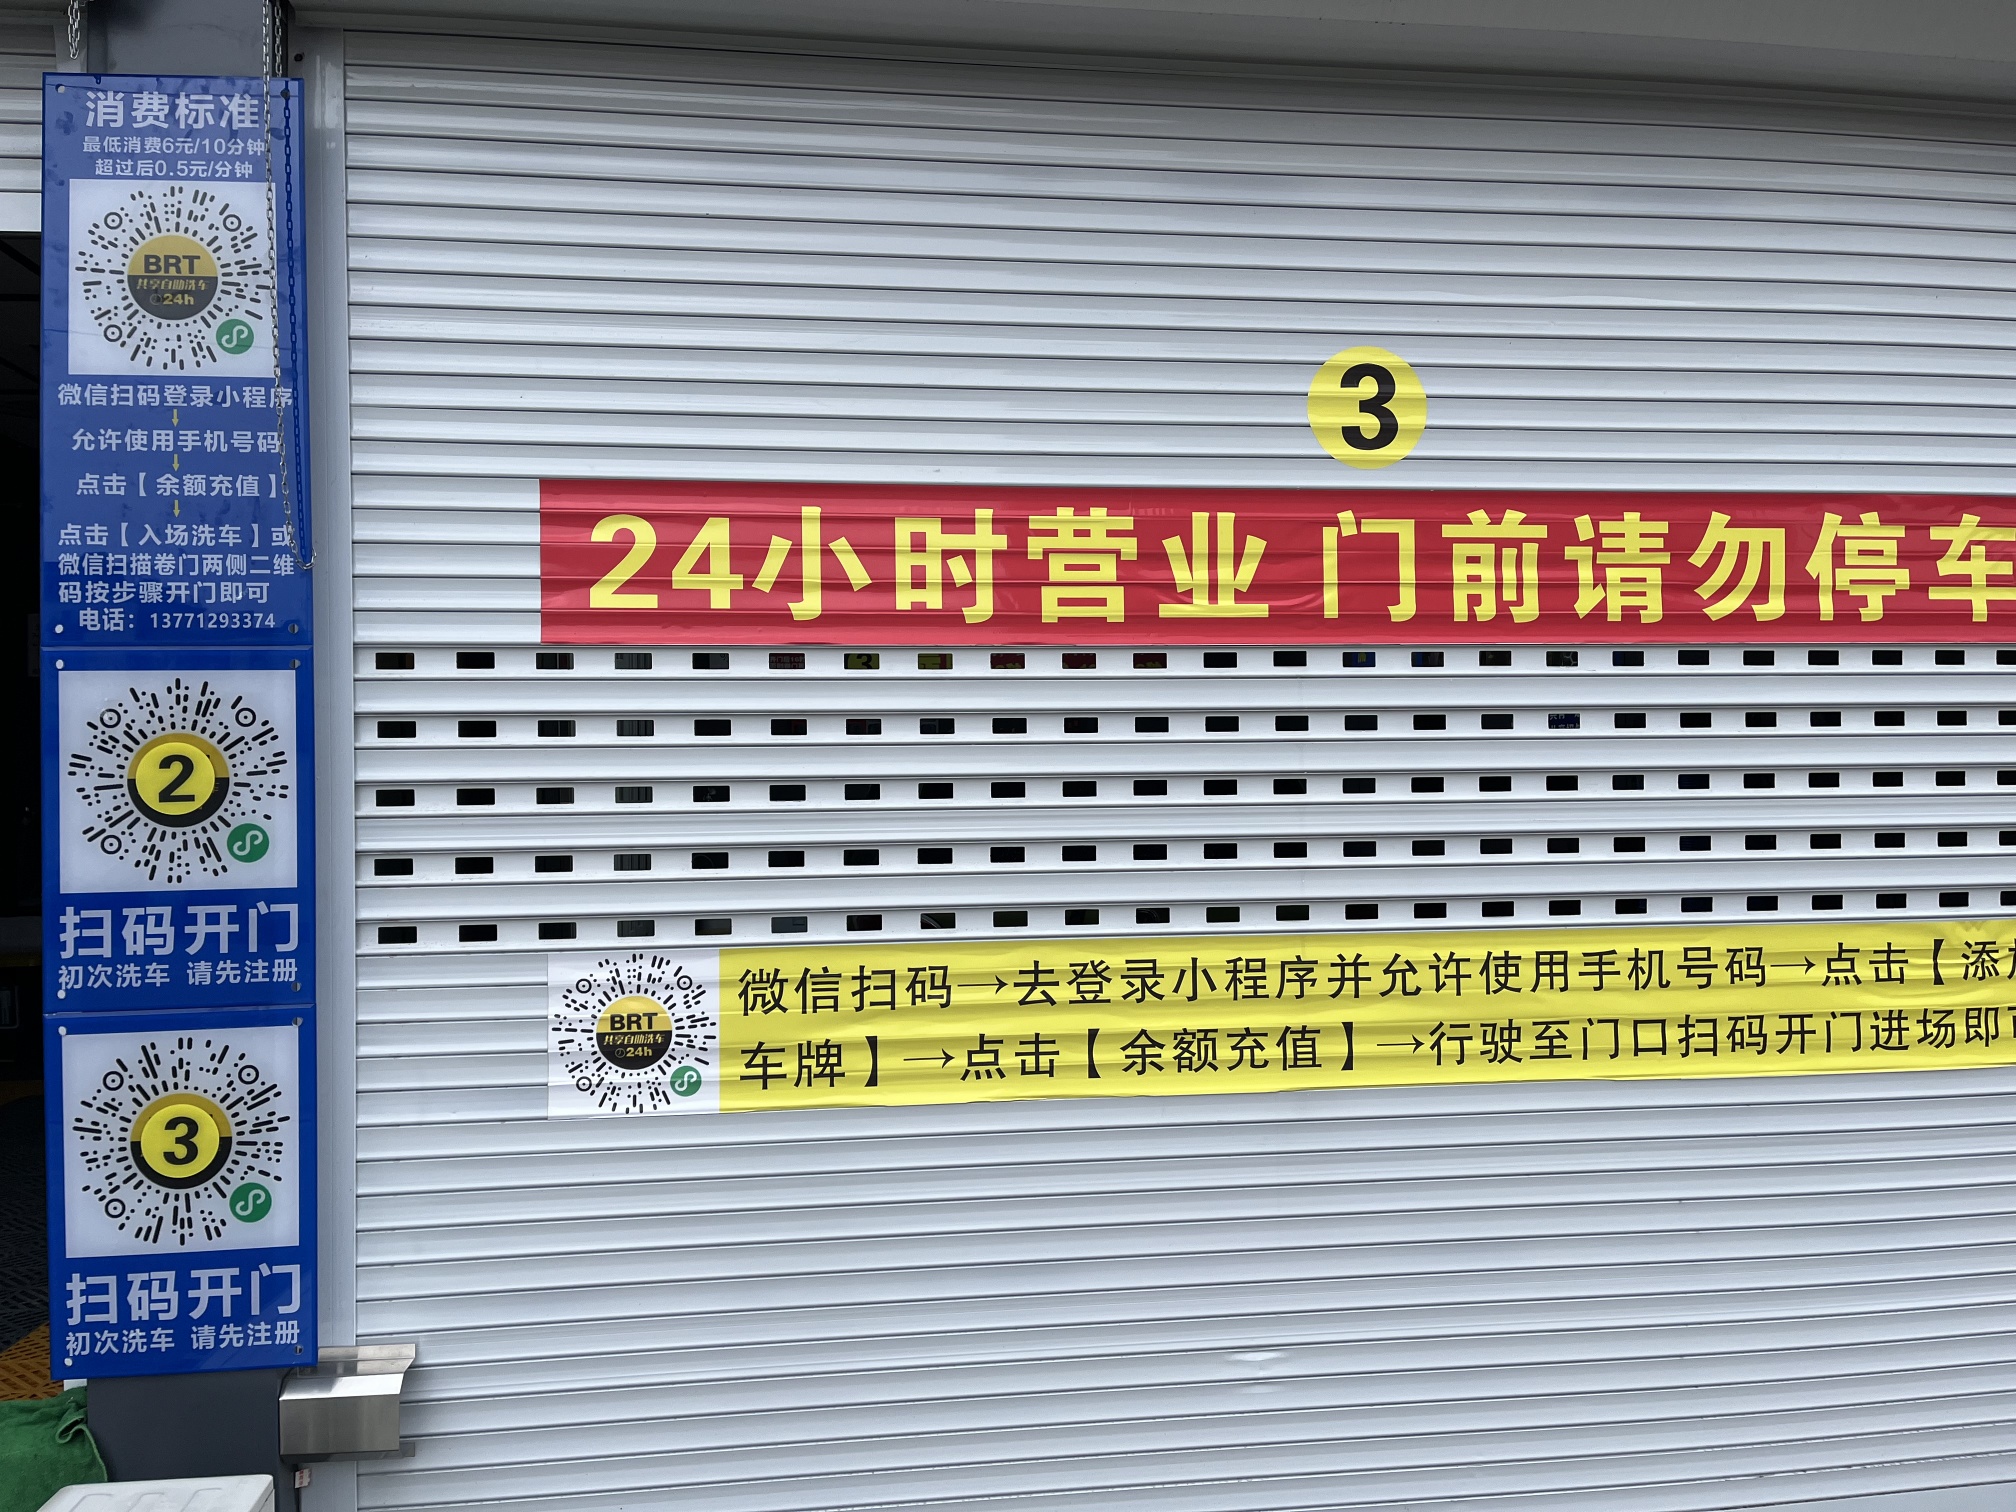 消费标准
最低消费6元/10分钟
超过后0.5元/分钟
BRT
共享自助洗车
24h
微信扫码登录小程序
允许使用手机号码
点击【余额充值】
点击【入场洗车】或
微信扫描卷门两侧二维
码按步骤开门即可
电话：13771293374
2
扫码开门
初次洗车 请先注册
3
扫码开门
初次洗车 请先注册
3
24小时营业 门前请勿停车
BRT
共享自助洗车
24h
微信扫码→去登录小程序并允许使用手机号码→点击【添
车牌】→点击【余额充值】→行驶至门口扫码开门进场即